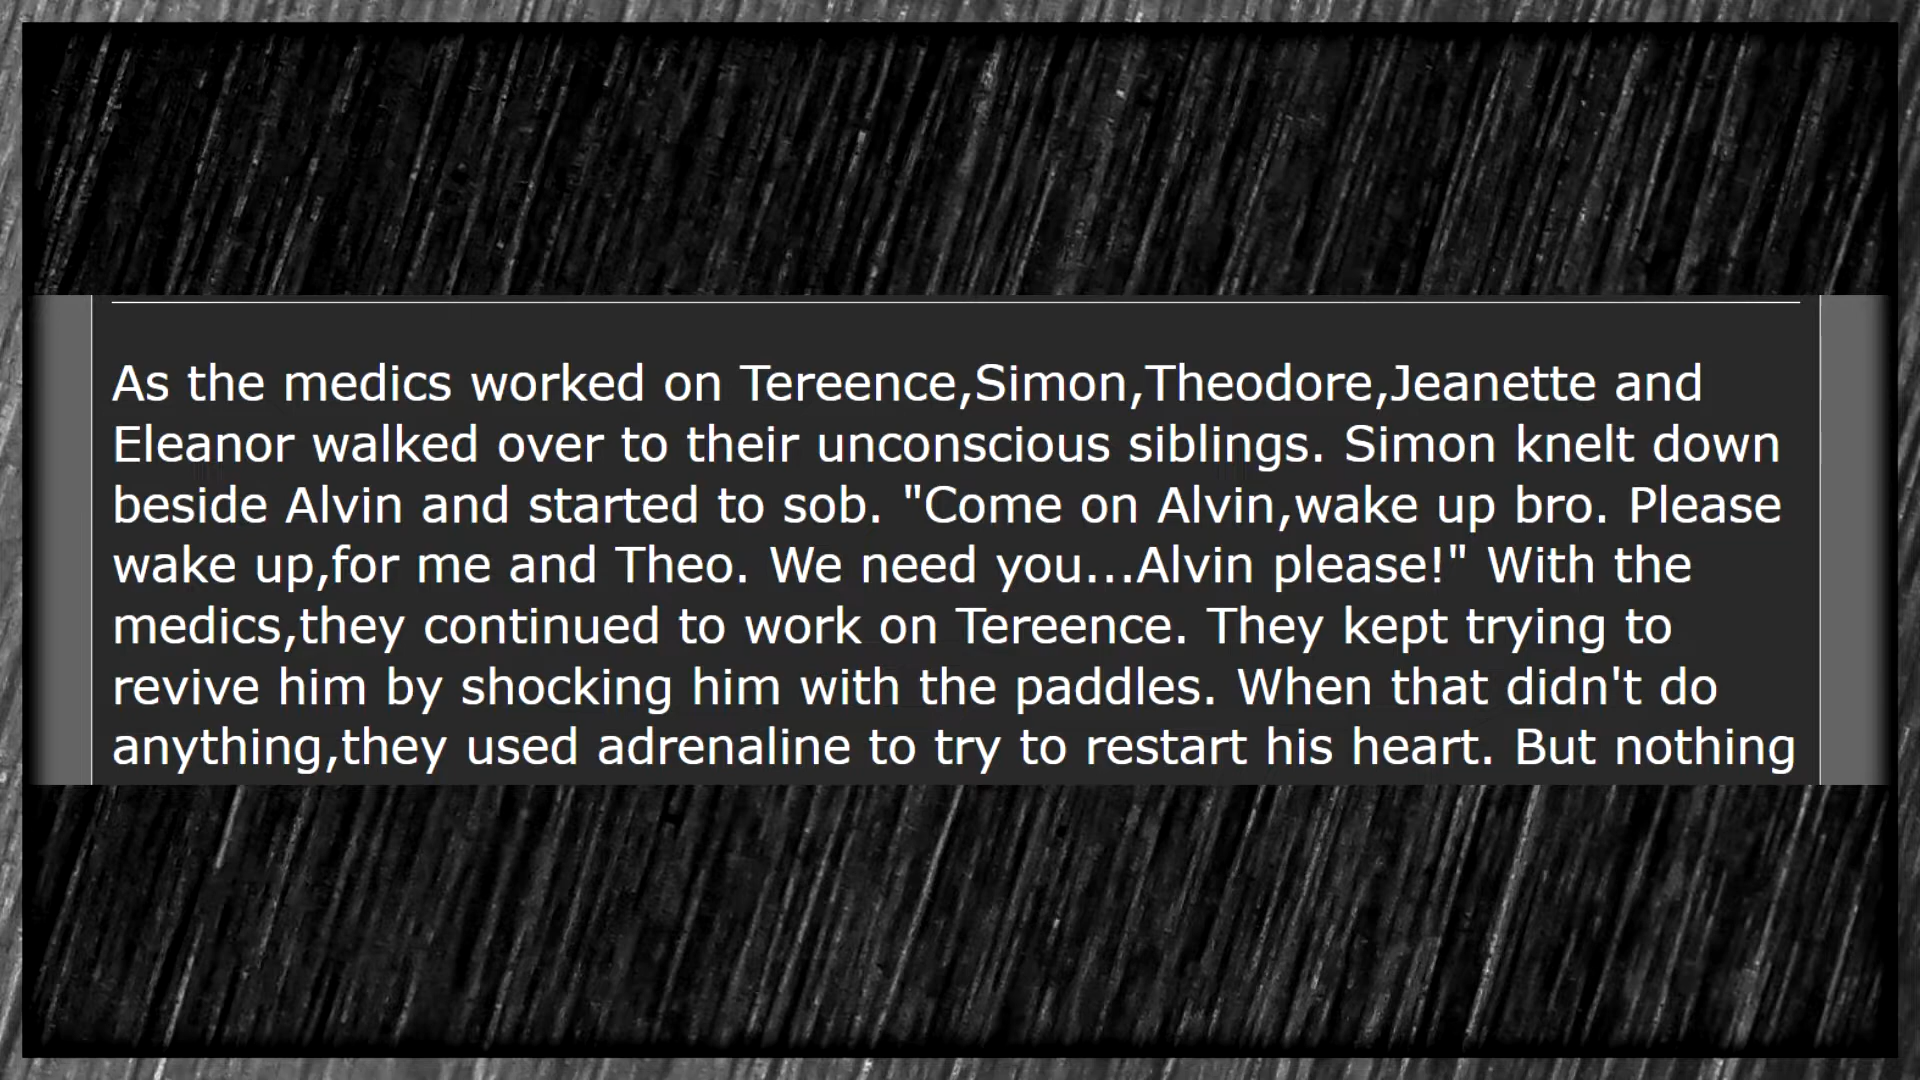 As the medics worked on Tereence,Simon,Theodore,Jeanette and
Eleanor walked over to their unconscious siblings. Simon knelt down
beside Alvin and started to sob. "Come on Alvin,wake up bro. Please
wake up,for me and Theo. We need you...Alvin please!" With the
medics,they continued to work on Tereence. They kept trying to
revive him by shocking him with the paddles. When that didn't do
anything,they used adrenaline to try to restart his heart. But nothing